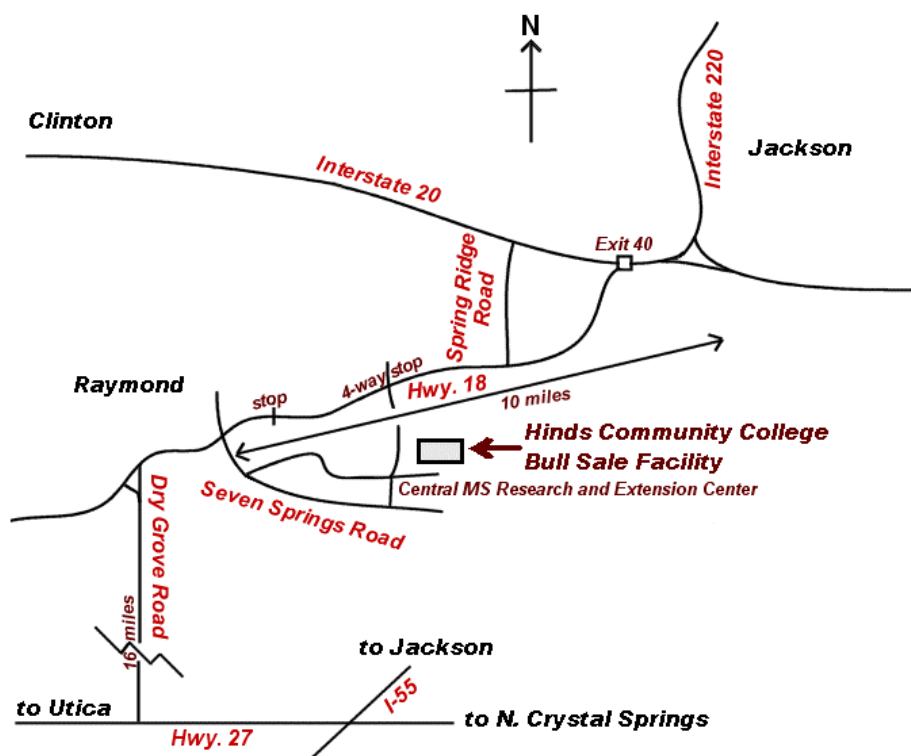 N
Clinton
Interstate 220
Jackson
Interstate 20
Exit 40
Spring Ridge
Road
Raymond
stop
4-way stop
Hwy. 18
10 miles
Hinds Community College
Bull Sale Facility
Central MS Research and Extension Center
Seven Springs Road
Dry Grove Road
16 miles
to Jackson
I-55
to Utica
to N. Crystal Springs
Hwy. 27